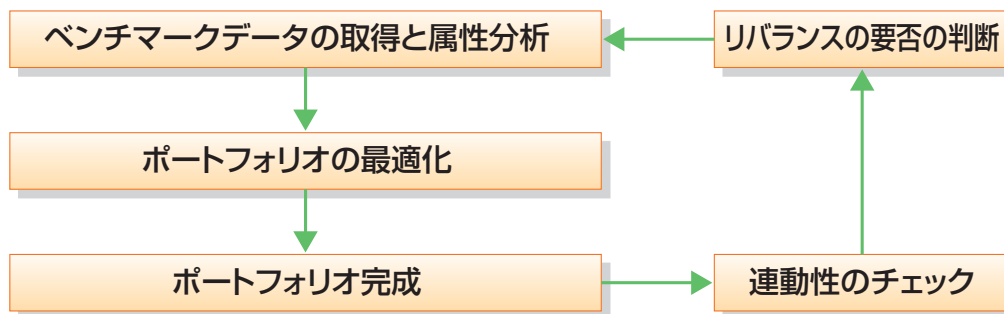 ベンチマークデータの取得と属性分析
リバランスの要否の判断
ポートフォリオの最適化
ポートフォリオ完成
連動性のチェック